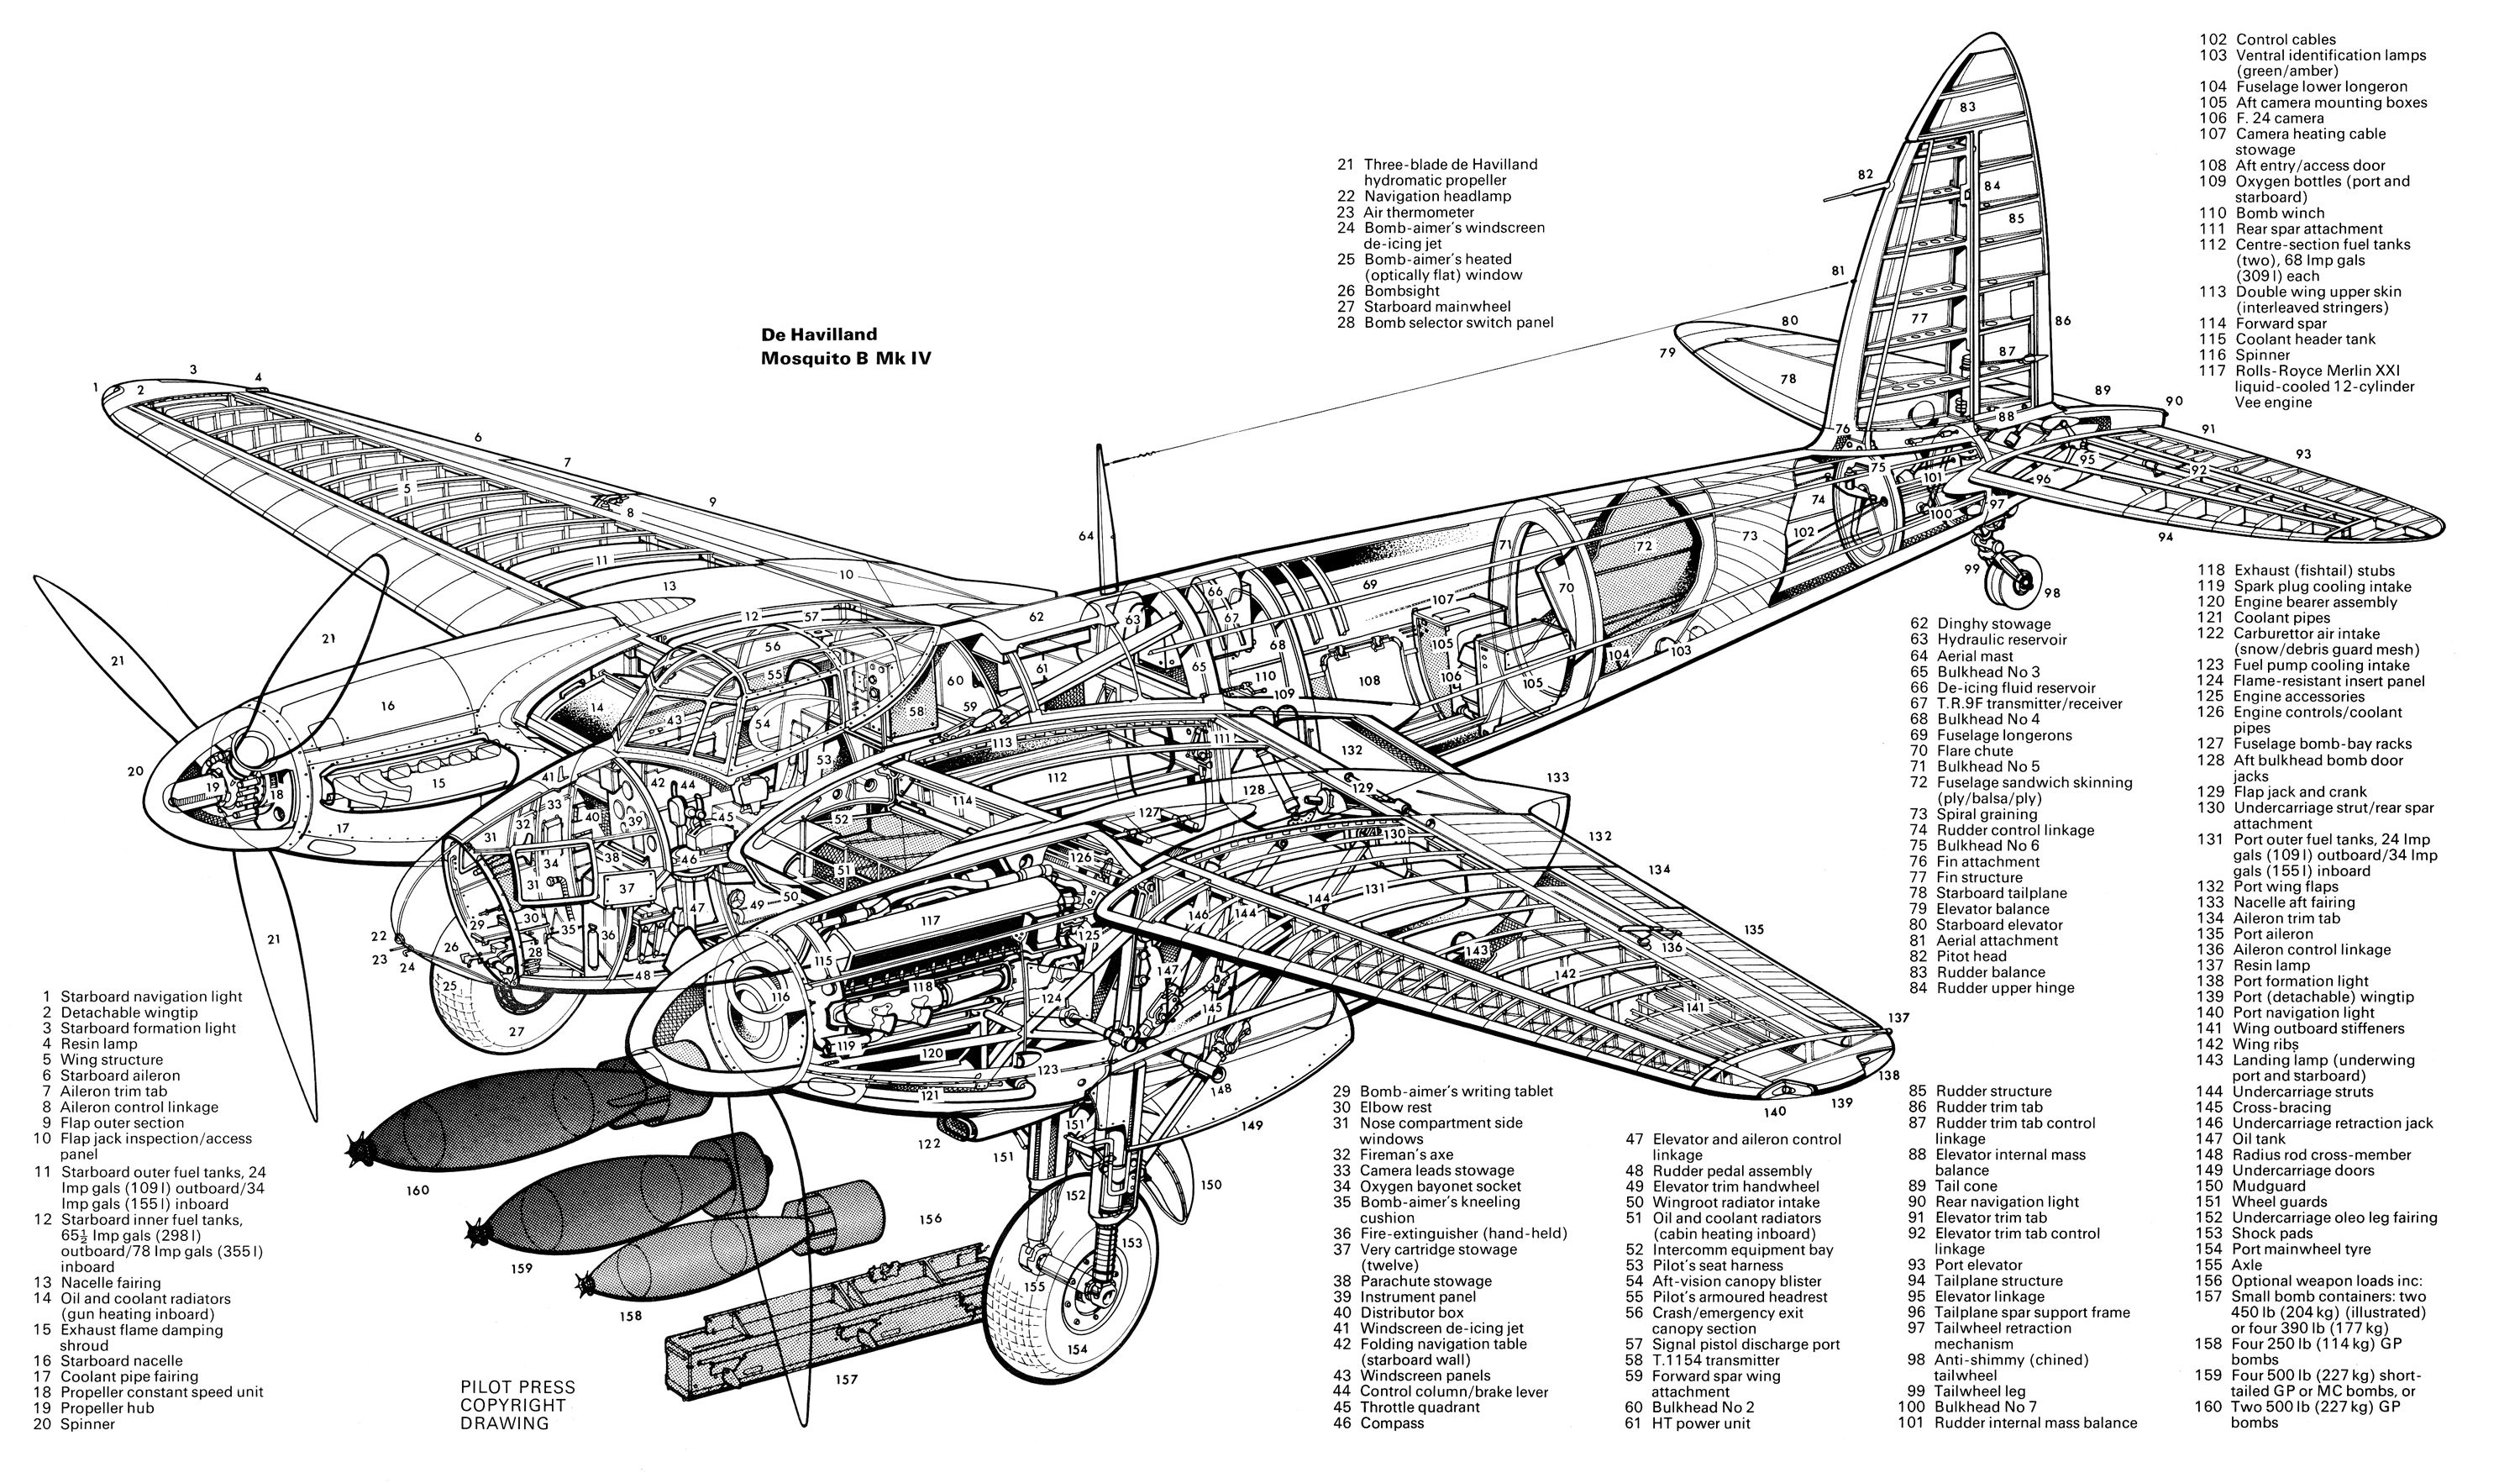 De Havilland
Mosquito B Mk IV
1 Starboard navigation light
2 Detachable wingtip
3 Starboard formation light
4 Resin lamp
5 Wing structure
6 Starboard aileron
7 Aileron trim tab
8 Aileron control linkage
9 Flap outer section
10 Flap jack inspection/access
panel
11 Starboard outer fuel tanks, 24
Imp gals (109 l) outboard/34
Imp gals (155 l) inboard
12 Starboard inner fuel tanks,
65½ Imp gals (298 l)
outboard/78 Imp gals (355 l)
inboard
13 Nacelle fairing
14 Oil and coolant radiators
(gun heating inboard)
15 Exhaust flame damping
shroud
16 Starboard nacelle
17 Coolant pipe fairing
18 Propeller constant speed unit
19 Propeller hub
20 Spinner
21 Three-blade de Havilland
hydromatic propeller
22 Navigation headlamp
23 Air thermometer
24 Bomb-aimer's windscreen
de-icing jet
25 Bomb-aimer's heated
(optically flat) window
26 Bombsight
27 Starboard mainwheel
28 Bomb selector switch panel
29 Bomb-aimer's writing tablet
30 Elbow rest
31 Nose compartment side
windows
32 Fireman's axe
33 Camera leads stowage
34 Oxygen bayonet socket
35 Bomb-aimer's kneeling
cushion
36 Fire-extinguisher (hand-held)
37 Very cartridge stowage
(twelve)
38 Parachute stowage
39 Instrument panel
40 Distributor box
41 Windscreen de-icing jet
42 Folding navigation table
(starboard wall)
43 Windscreen panels
44 Control column/brake lever
45 Throttle quadrant
46 Compass
47 Elevator and aileron control
linkage
48 Rudder pedal assembly
49 Elevator trim handwheel
50 Wingroot radiator intake
51 Oil and coolant radiators
(cabin heating inboard)
52 Intercomm equipment bay
53 Pilot's seat harness
54 Aft-vision canopy blister
55 Pilot's armoured headrest
56 Crash/emergency exit
canopy section
57 Signal pistol discharge port
58 T.1154 transmitter
59 Forward spar wing
attachment
60 Bulkhead No 2
61 HT power unit
62 Dinghy stowage
63 Hydraulic reservoir
64 Aerial mast
65 Bulkhead No 3
66 De-icing fluid reservoir
67 T.R.9F transmitter/receiver
68 Bulkhead No 4
69 Fuselage longerons
70 Flare chute
71 Bulkhead No 5
72 Fuselage sandwich skinning
(ply/balsa/ply)
73 Spiral graining
74 Rudder control linkage
75 Bulkhead No 6
76 Fin attachment
77 Fin structure
78 Starboard tailplane
79 Elevator balance
80 Starboard elevator
81 Aerial attachment
82 Pitot head
83 Rudder balance
84 Rudder upper hinge
85 Rudder structure
86 Rudder trim tab
87 Rudder trim tab control
linkage
88 Elevator internal mass
balance
89 Tail cone
90 Rear navigation light
91 Elevator trim tab
92 Elevator trim tab control
linkage
93 Port elevator
94 Tailplane structure
95 Elevator linkage
96 Tailplane spar support frame
97 Tailwheel retraction
mechanism
98 Anti-shimmy (chined)
tailwheel
99 Tailwheel leg
100 Bulkhead No 7
101 Rudder internal mass balance
102 Control cables
103 Ventral identification lamps
(green/amber)
104 Fuselage lower longeron
105 Aft camera mounting boxes
106 F. 24 camera
107 Camera heating cable
stowage
108 Aft entry/access door
109 Oxygen bottles (port and
starboard)
110 Bomb winch
111 Rear spar attachment
112 Centre-section fuel tanks
(two), 68 Imp gals
(309 l) each
113 Double wing upper skin
(interleaved stringers)
114 Forward spar
115 Coolant header tank
116 Spinner
117 Rolls-Royce Merlin XXI
liquid-cooled 12-cylinder
Vee engine
118 Exhaust (fishtail) stubs
119 Spark plug cooling intake
120 Engine bearer assembly
121 Coolant pipes
122 Carburettor air intake
(snow/debris guard mesh)
123 Fuel pump cooling intake
124 Flame-resistant insert panel
125 Engine accessories
126 Engine controls/coolant
pipes
127 Fuselage bomb-bay racks
128 Aft bulkhead bomb door
jacks
129 Flap jack and crank
130 Undercarriage strut/rear spar
attachment
131 Port outer fuel tanks, 24 Imp
gals (109 l) outboard/34 Imp
gals (155 l) inboard
132 Port wing flaps
133 Nacelle aft fairing
134 Aileron trim tab
135 Port aileron
136 Aileron control linkage
137 Resin lamp
138 Port formation light
139 Port (detachable) wingtip
140 Port navigation light
141 Wing outboard stiffeners
142 Wing ribs
143 Landing lamp (underwing
port and starboard)
144 Undercarriage struts
145 Cross-bracing
146 Undercarriage retraction jack
147 Oil tank
148 Radius rod cross-member
149 Undercarriage doors
150 Mudguard
151 Wheel guards
152 Undercarriage oleo leg fairing
153 Shock pads
154 Port mainwheel tyre
155 Axle
156 Optional weapon loads inc:
157 Small bomb containers: two
450 lb (204 kg) (illustrated)
or four 390 lb (177 kg)
158 Four 250 lb (114 kg) GP
bombs
159 Four 500 lb (227 kg) short-
tailed GP or MC bombs, or
160 Two 500 lb (227 kg) GP
bombs
PILOT PRESS
COPYRIGHT
DRAWING